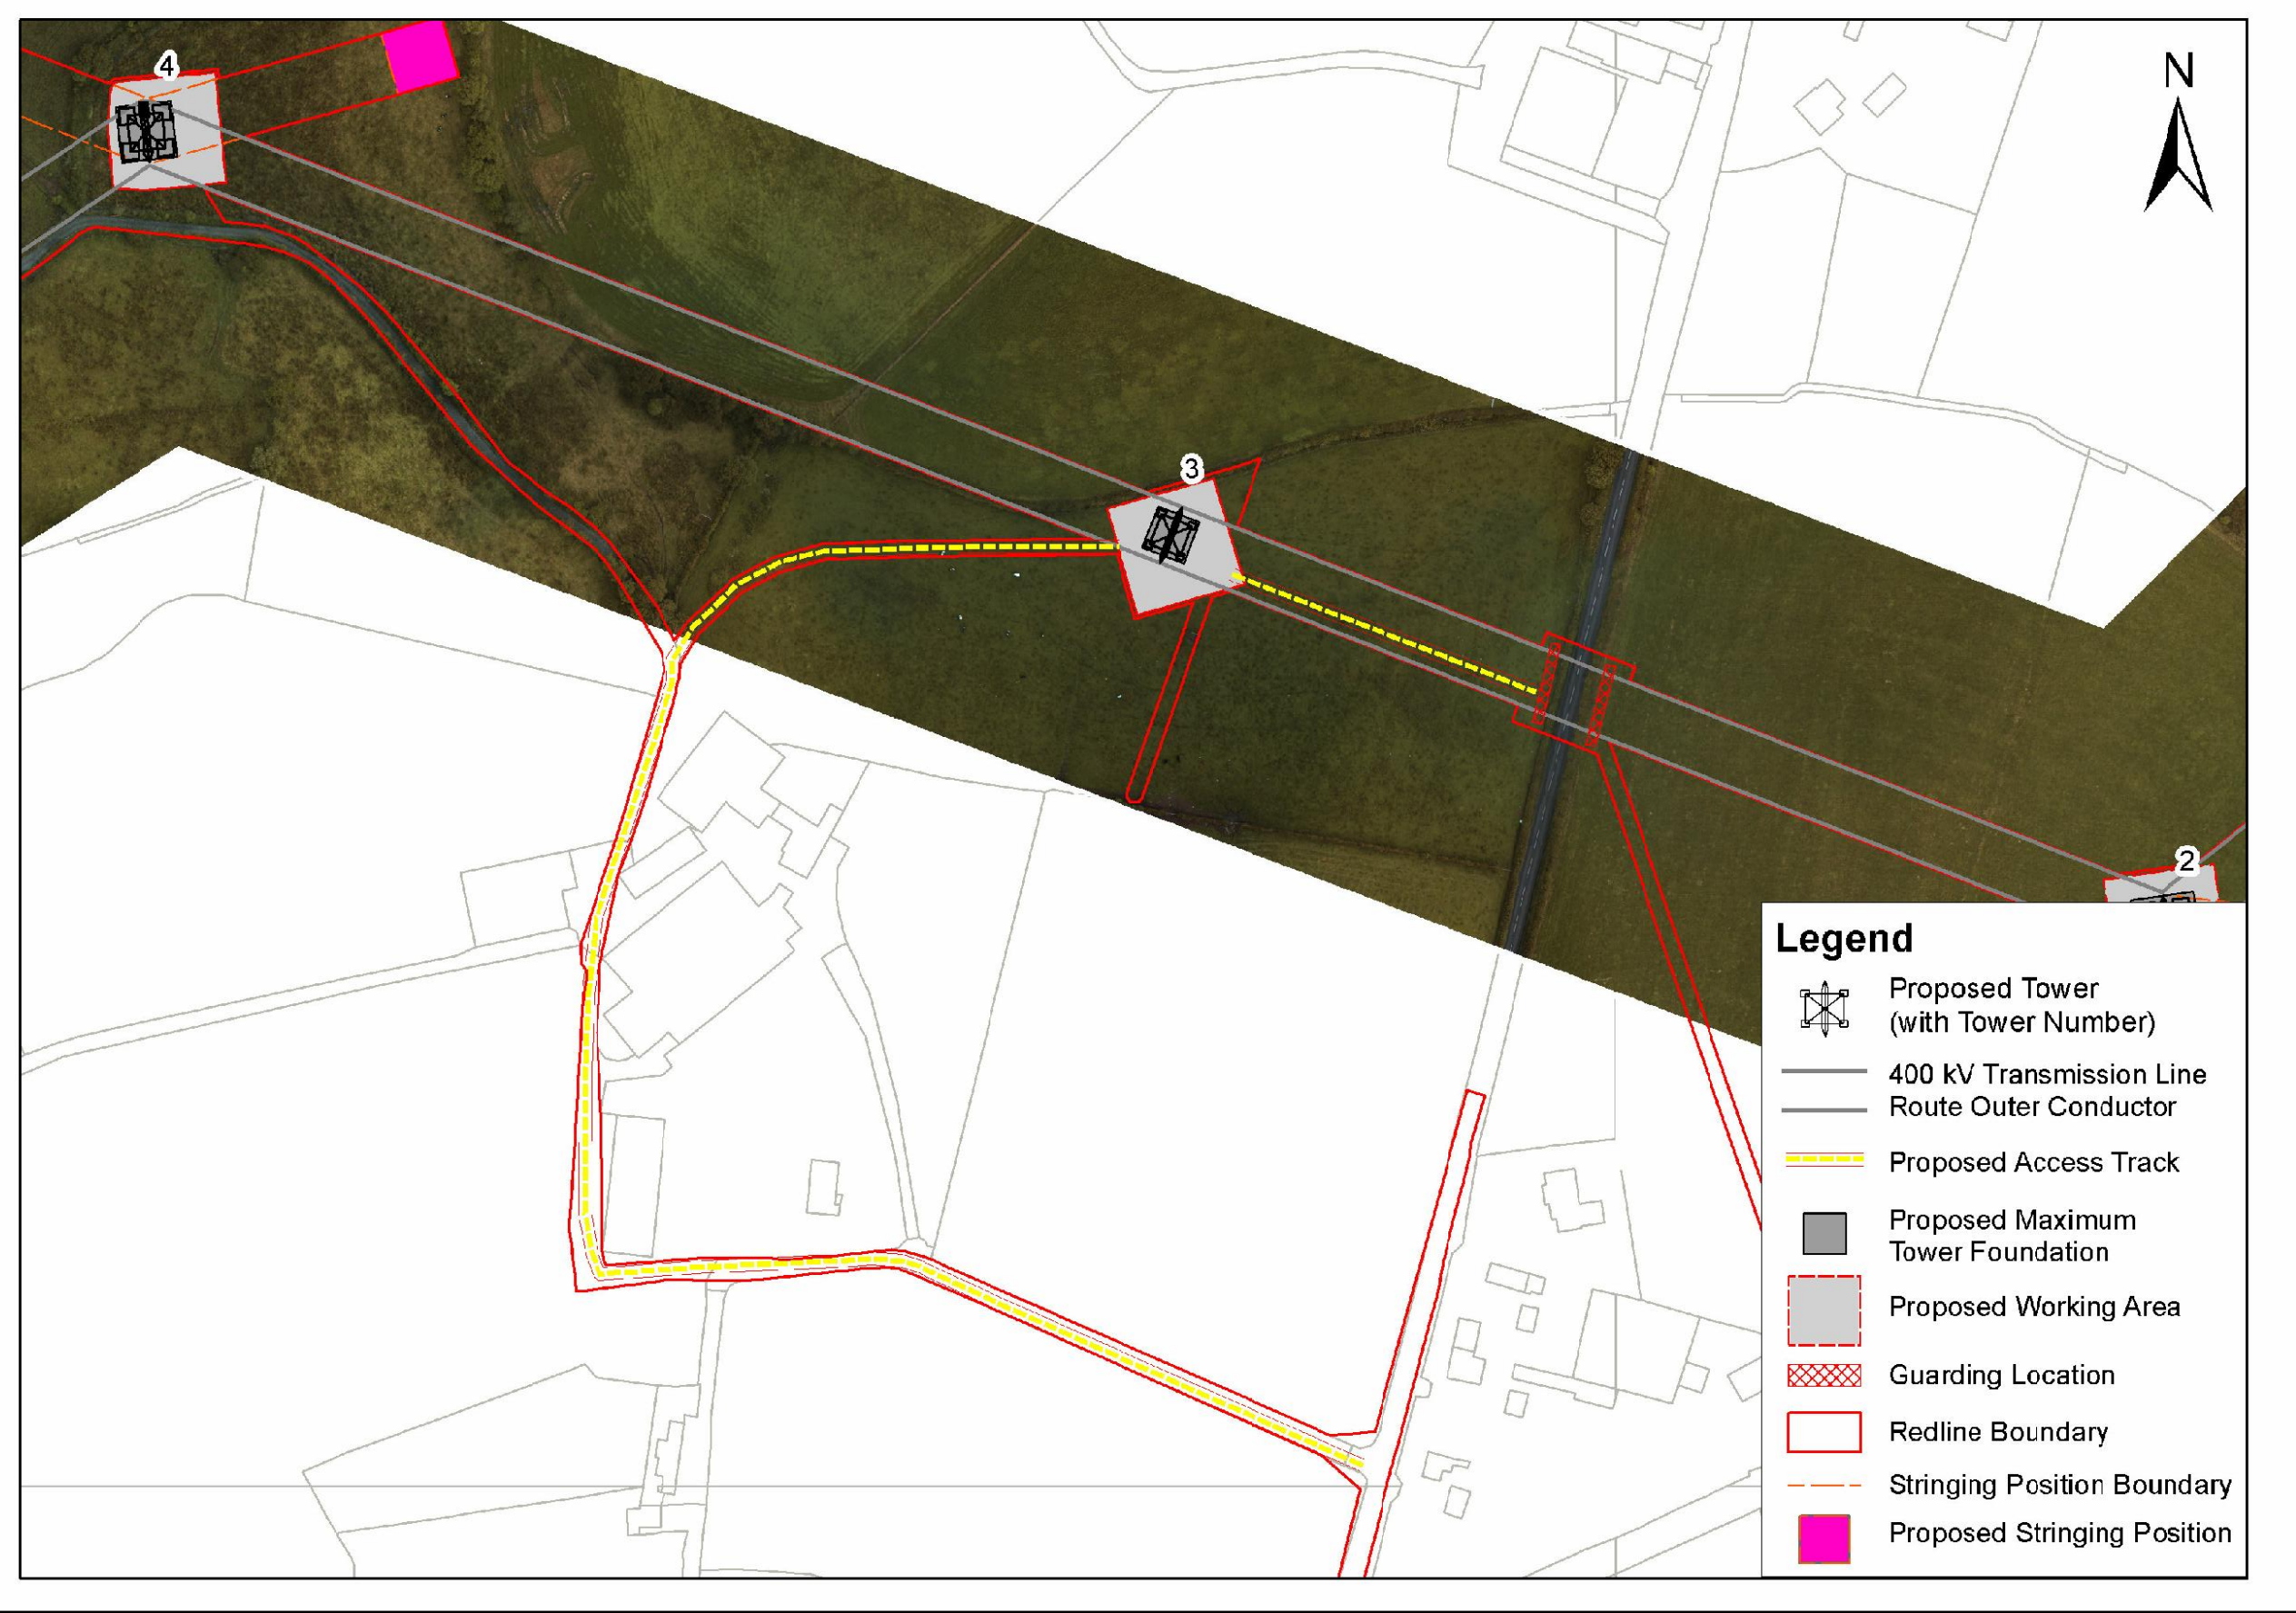 4
N
3
2
Legend
Proposed Tower
(with Tower Number)
400 kV Transmission Line
Route Outer Conductor
Proposed Access Track
Proposed Maximum
Tower Foundation
Proposed Working Area
Guarding Location
Redline Boundary
Stringing Position Boundary
Proposed Stringing Position